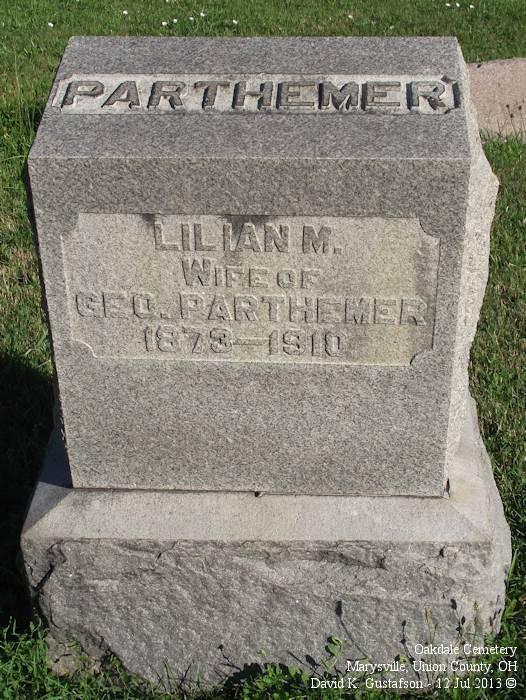 PARTHEMER
LILIAN M.
WIFE OF
GEO. PARTHEMER
1873—1910
Oakdale Cemetery
Marysville, Union County, OH
David K. Gustafson - 12 Jul 2013 ©